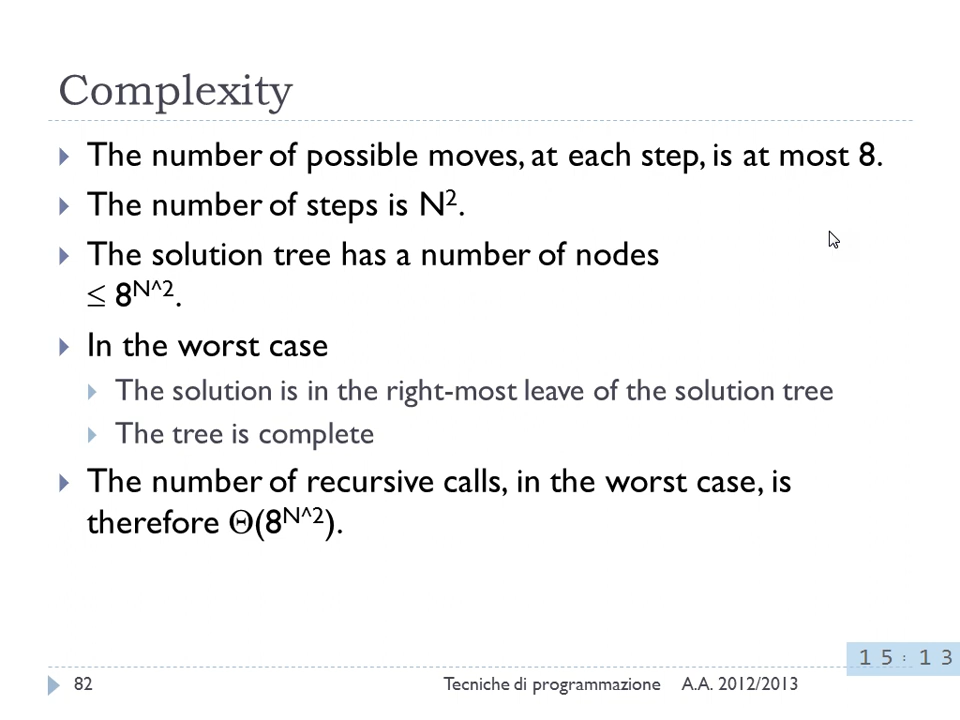 Complexity
The number of possible moves, at each step, is at most 8.
The number of steps is N².
The solution tree has a number of nodes
≤ 8^N^2.
In the worst case
The solution is in the right-most leave of the solution tree
The tree is complete
The number of recursive calls, in the worst case, is
therefore Θ(8^N^2).
15:13
82 Tecniche di programmazione A.A. 2012/2013